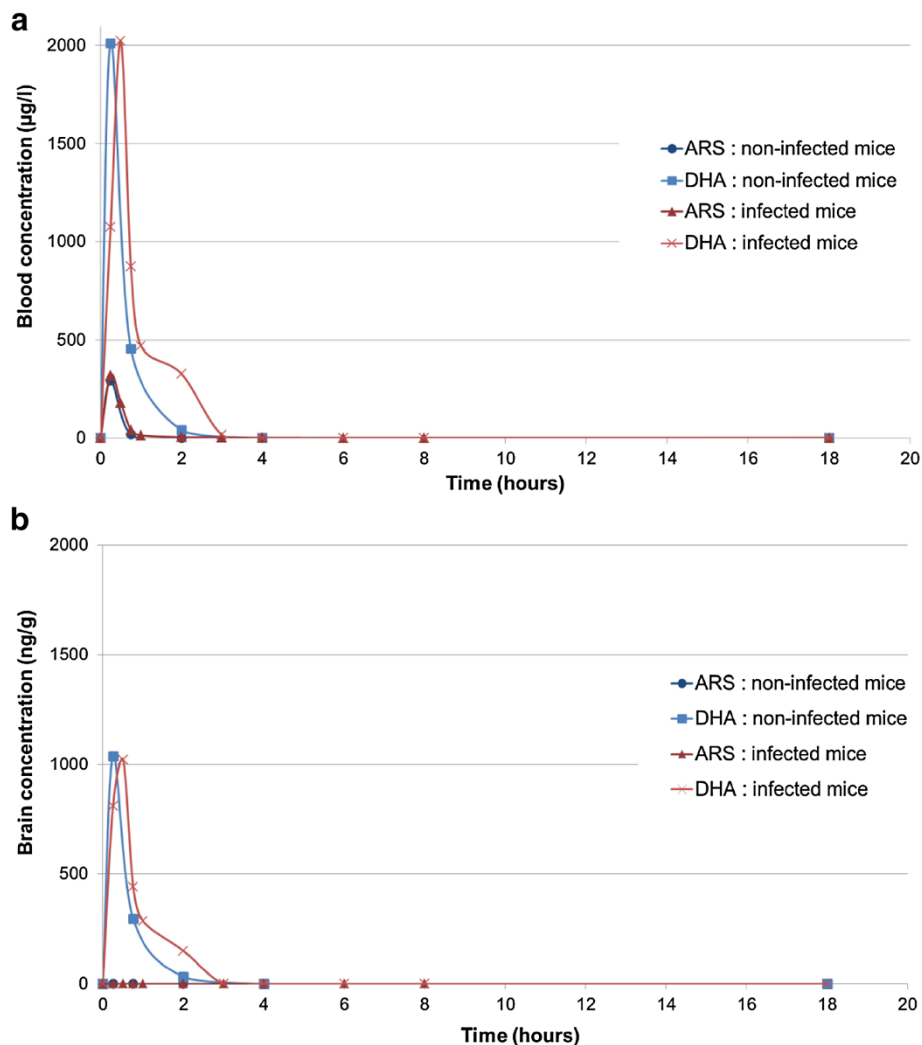 a
2000
1500
1000
500
0
Blood concentration (µg/l)
ARS : non-infected mice
DHA : non-infected mice
ARS : infected mice
DHA : infected mice
0 2 4 6 8 10 12 14 16 18 20
Time (hours)
b
2000
1500
1000
500
0
Brain concentration (ng/g)
ARS : non-infected mice
DHA : non-infected mice
ARS : infected mice
DHA : infected mice
0 2 4 6 8 10 12 14 16 18 20
Time (hours)